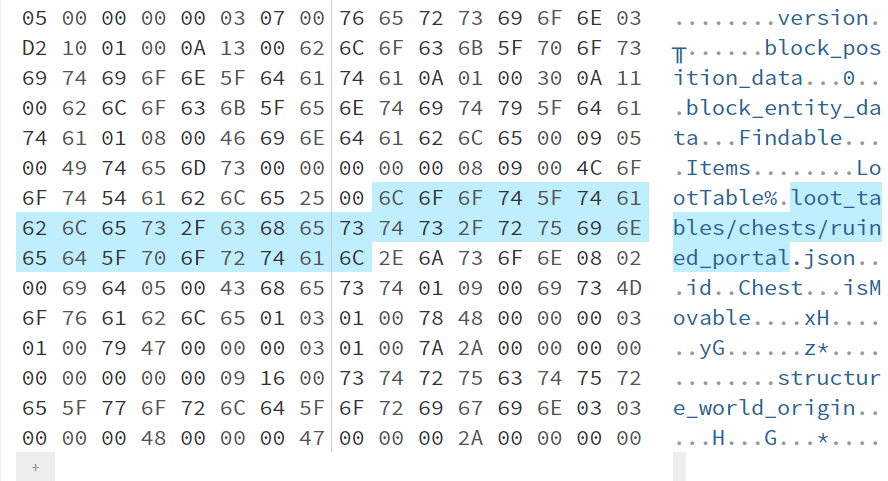 05 00 00 00 00 03 07 00 76 65 72 73 69 6F 6E 03 ........version.
D2 10 01 00 0A 13 00 62 6C 6F 63 6B 5F 70 6F 73 ╥......block_pos
69 74 69 6F 6E 5F 64 61 74 61 0A 01 00 30 0A 11 ition_data...0..
00 62 6C 6F 63 6B 5F 65 6E 74 69 74 79 5F 64 61 .block_entity_da
74 61 01 08 00 46 69 6E 64 61 62 6C 65 00 09 05 ta...Findable...
00 49 74 65 6D 73 00 00 00 00 00 08 09 00 4C 6F .Items........Lo
6F 74 54 61 62 6C 65 25 00 6C 6F 6F 74 5F 74 61 otTable%.loot_ta
62 6C 65 73 2F 63 68 65 73 74 73 2F 72 75 69 6E bles/chests/ruin
65 64 5F 70 6F 72 74 61 6C 2E 6A 73 6F 6E 08 02 ed_portal.json..
00 69 64 05 00 43 68 65 73 74 01 09 00 69 73 4D .id..Chest...isM
6F 76 61 62 6C 65 01 03 01 00 78 48 00 00 00 03 ovable....xH....
01 00 79 47 00 00 00 03 01 00 7A 2A 00 00 00 00 ..yG......z*....
00 00 00 00 00 09 16 00 73 74 72 75 63 74 75 72 ........structur
65 5F 77 6F 72 6C 64 5F 6F 72 69 67 69 6E 03 03 e_world_origin..
00 00 00 48 00 00 00 47 00 00 00 2A 00 00 00 00 ...H...G...*....
+